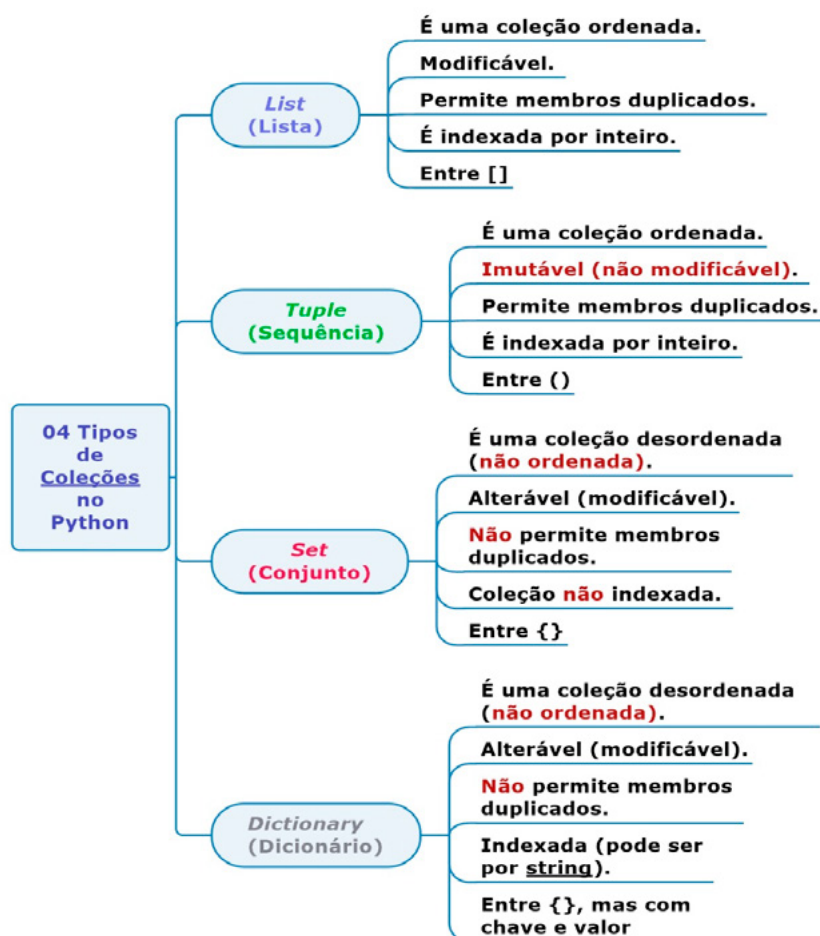 É uma coleção ordenada.
Modificável.
List
(Lista)
Permite membros duplicados.
É indexada por inteiro.
Entre []
É uma coleção ordenada.
Imutável (não modificável).
Tuple
(Sequência)
Permite membros duplicados.
É indexada por inteiro.
Entre ()
04 Tipos
de
Coleções
no
Python
É uma coleção desordenada
(não ordenada).
Alterável (modificável).
Set
(Conjunto)
Não permite membros
duplicados.
Coleção não indexada.
Entre {}
É uma coleção desordenada
(não ordenada).
Alterável (modificável).
Dictionary
(Dicionário)
Não permite membros
duplicados.
Indexada (pode ser
por string).
Entre {}, mas com
chave e valor